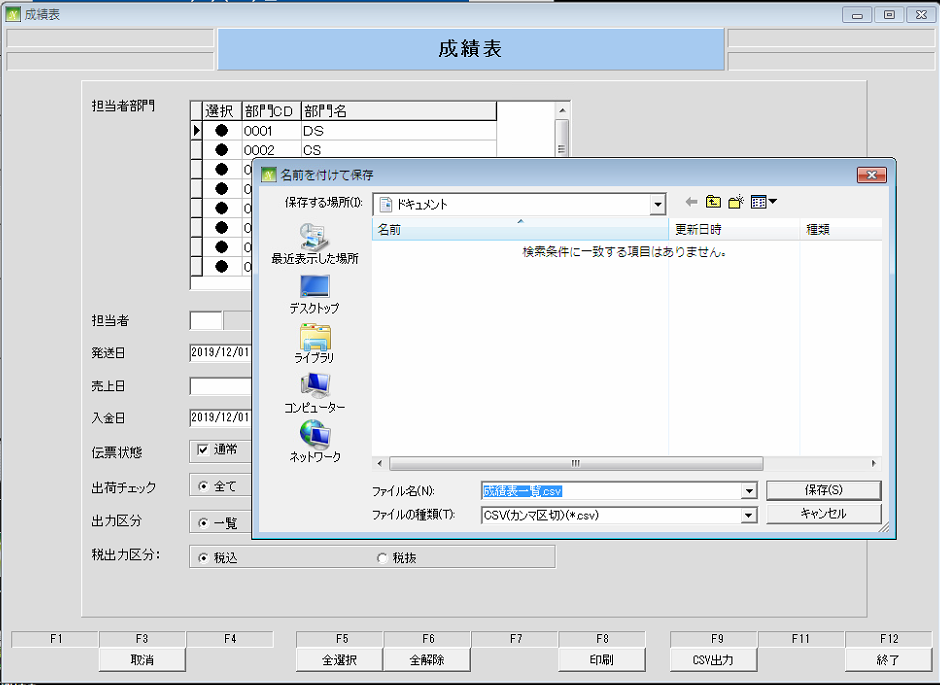 成績表
成績表
担当者部門
選択 部門CD 部門名
0001 DS
0002 CS
0
0
0
0
0
0
名前を付けて保存
保存する場所(I): ドキュメント
名前 更新日時 種類
検索条件に一致する項目はありません。
最近表示した場所
デスクトップ
ライブラリ
コンピューター
ネットワーク
ファイル名(N): 成績表一覧.csv 保存(S)
ファイルの種類(T): CSV(カンマ区切)(*.csv) キャンセル
担当者
発送日 2019/12/01
売上日
入金日 2019/12/01
伝票状態 通常
出荷チェック 全て
出力区分 一覧
税出力区分: 税込 税抜
F1 F3 F4 F5 F6 F7 F8 F9 F11 F12
取消 全選択 全解除 印刷 CSV出力 終了